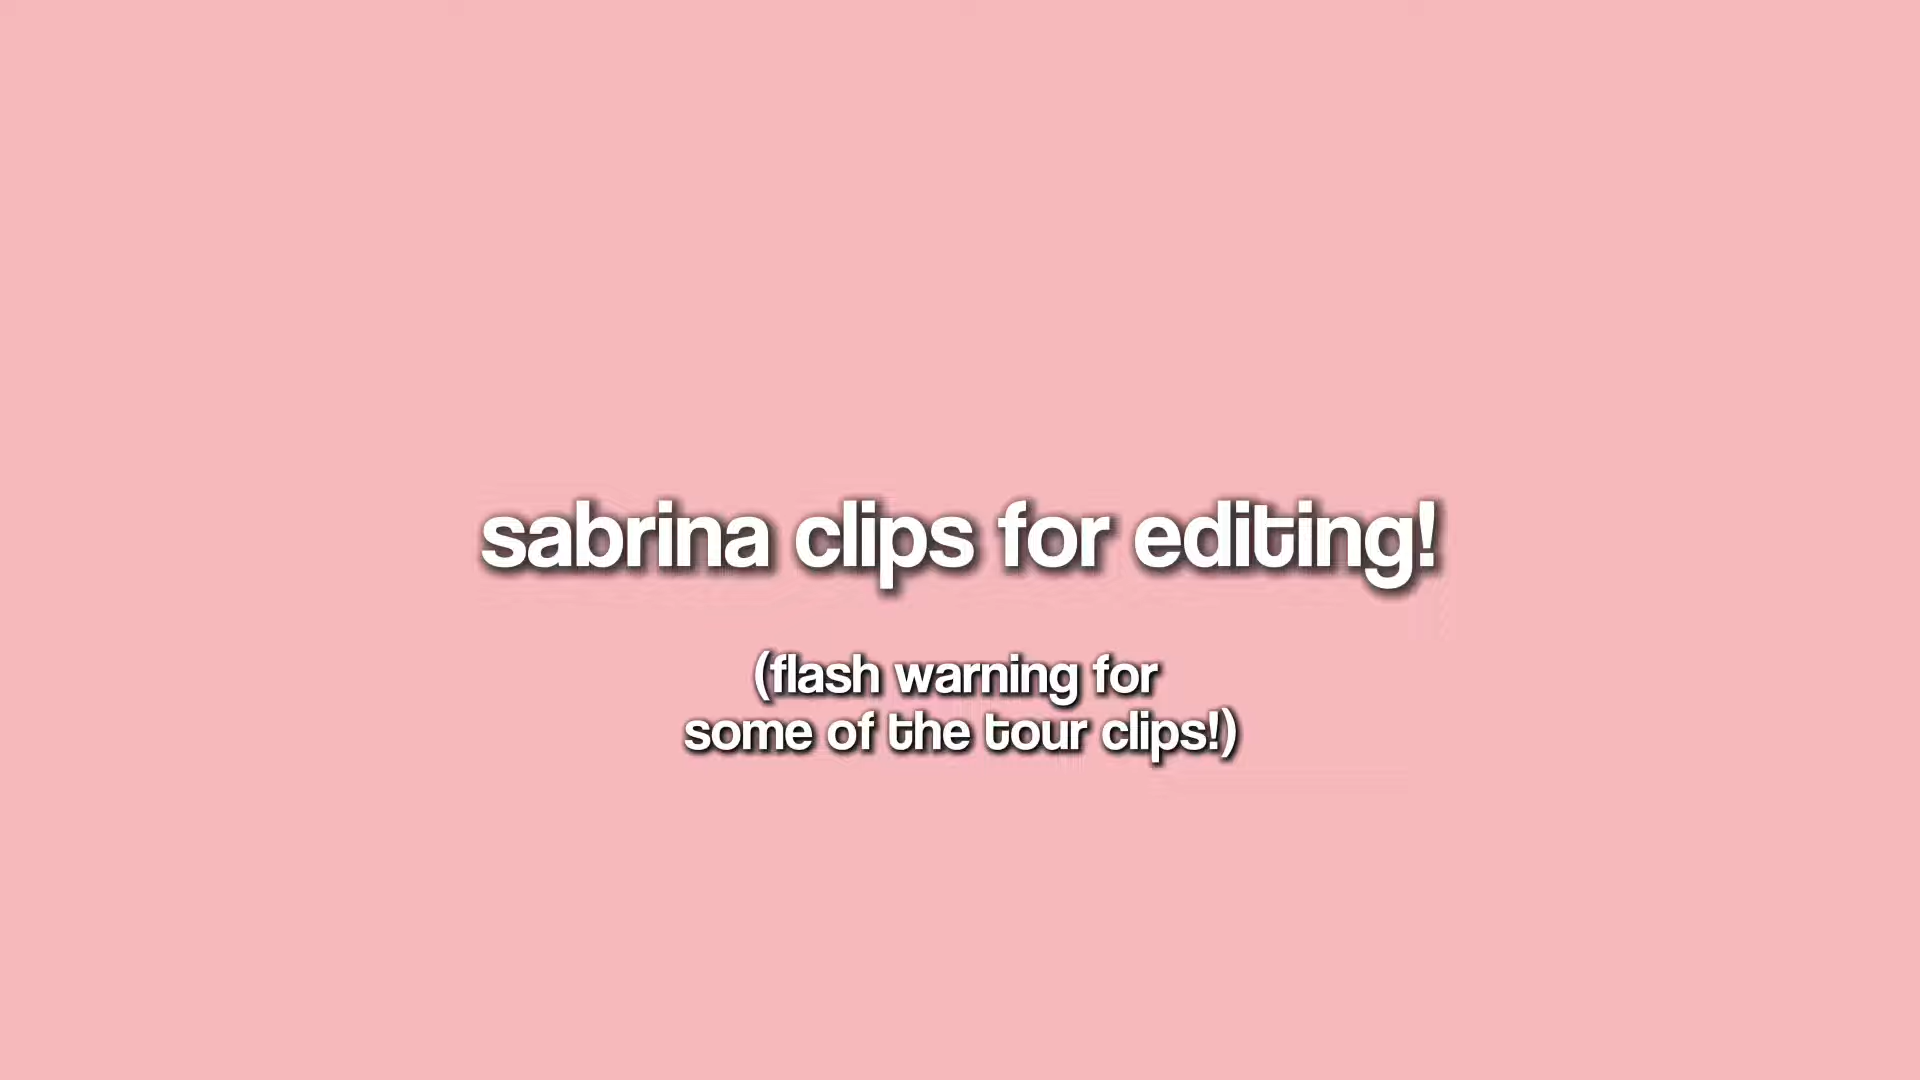 sabrina clips for editing!
(flash warning for
some of the tour clips!)